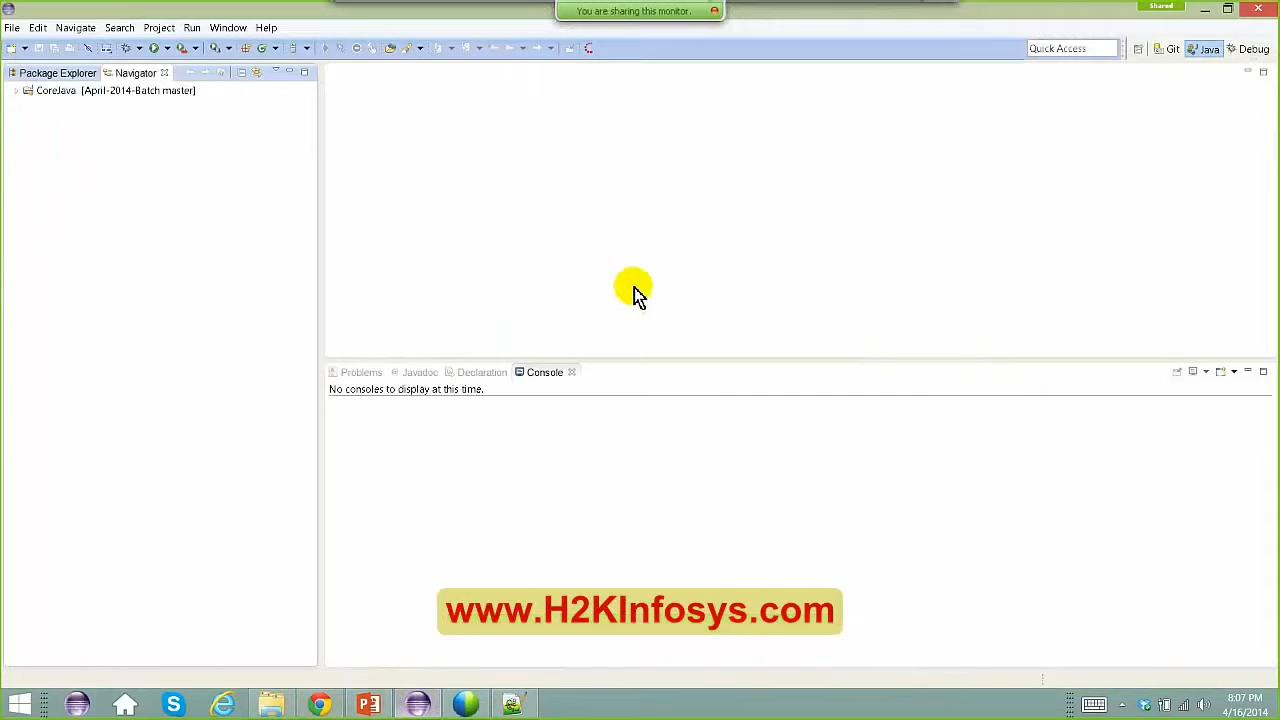 You are sharing this monitor.
Shared
File Edit Navigate Search Project Run Window Help
Quick Access
Git
Java
Debug
Package Explorer
Navigator
CoreJava [April-2014-Batch master]
Problems
Javadoc
Declaration
Console
No consoles to display at this time.
www.H2KInfosys.com
8:07 PM
4/16/2014